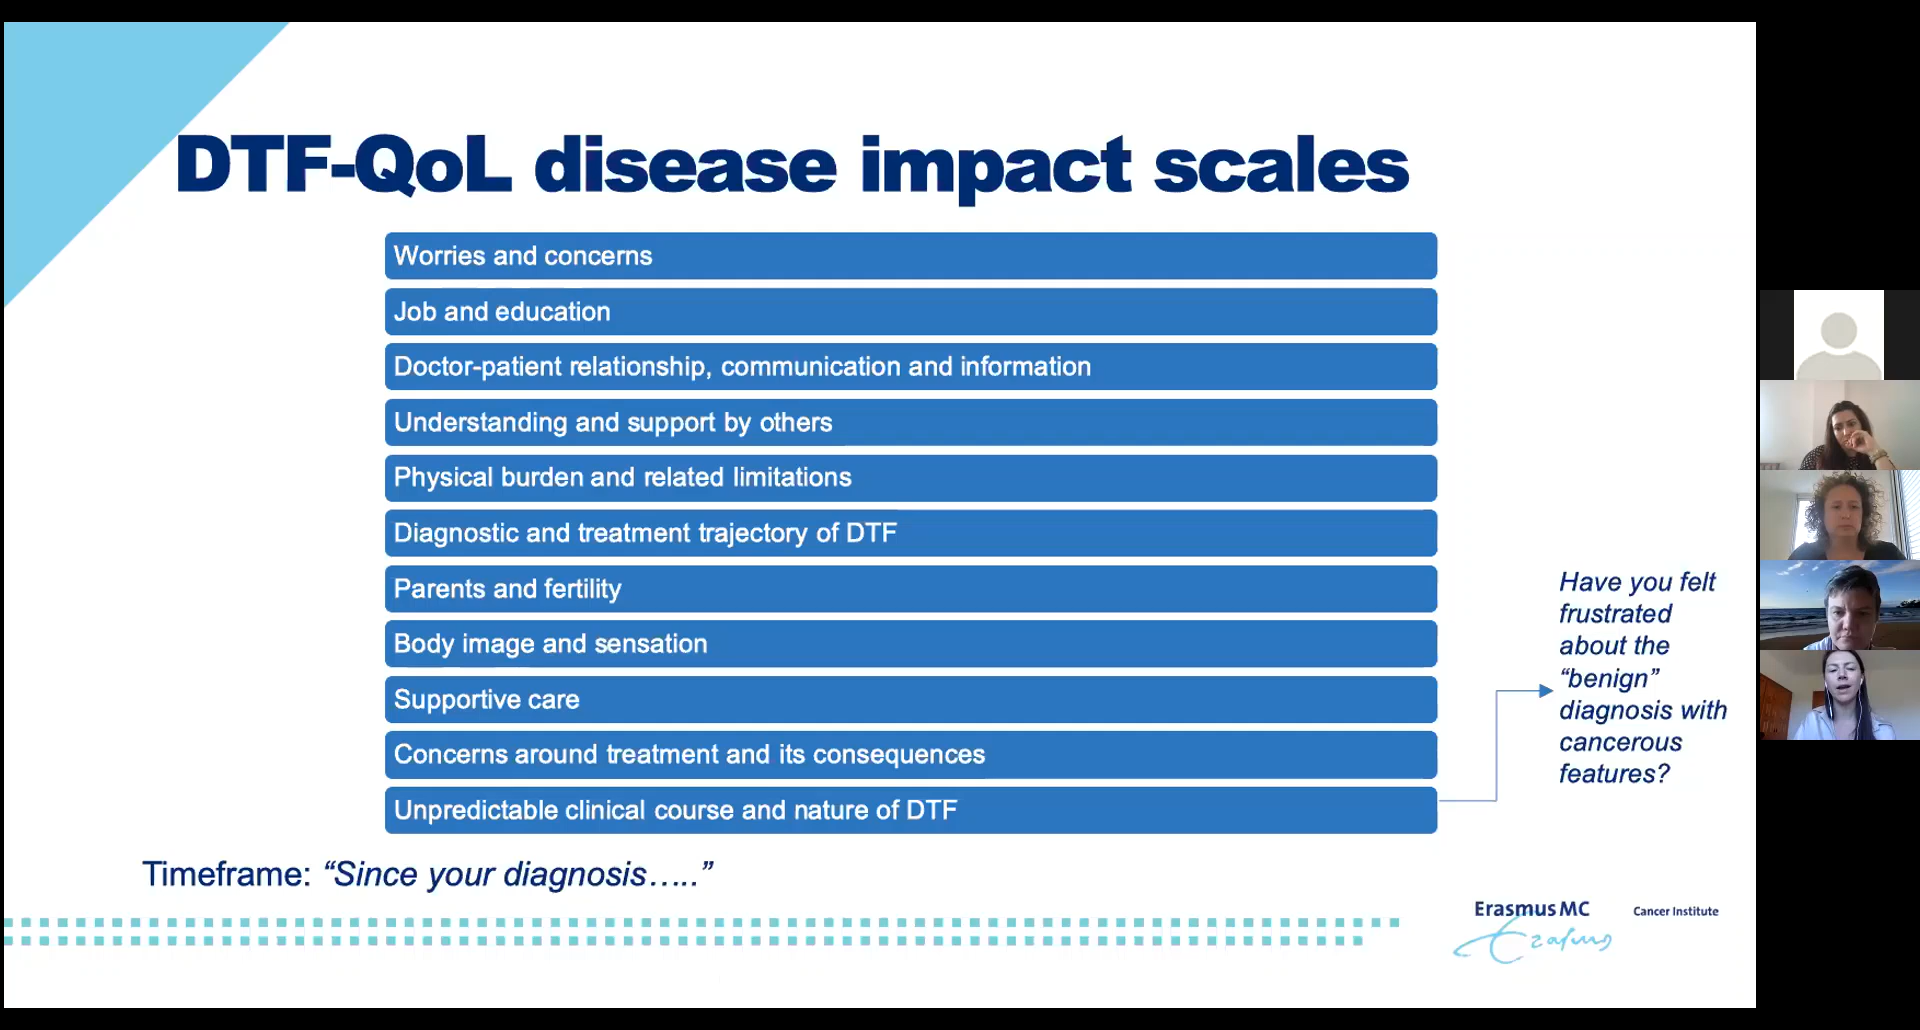 DTF-QoL disease impact scales
Worries and concerns
Job and education
Doctor-patient relationship, communication and information
Understanding and support by others
Physical burden and related limitations
Diagnostic and treatment trajectory of DTF
Parents and fertility
Body image and sensation
Supportive care
Concerns around treatment and its consequences
Unpredictable clinical course and nature of DTF
Have you felt
frustrated
about the
“benign”
diagnosis with
cancerous
features?
Timeframe: “Since your diagnosis…..”
Erasmus MC
Cancer Institute
Erasmus